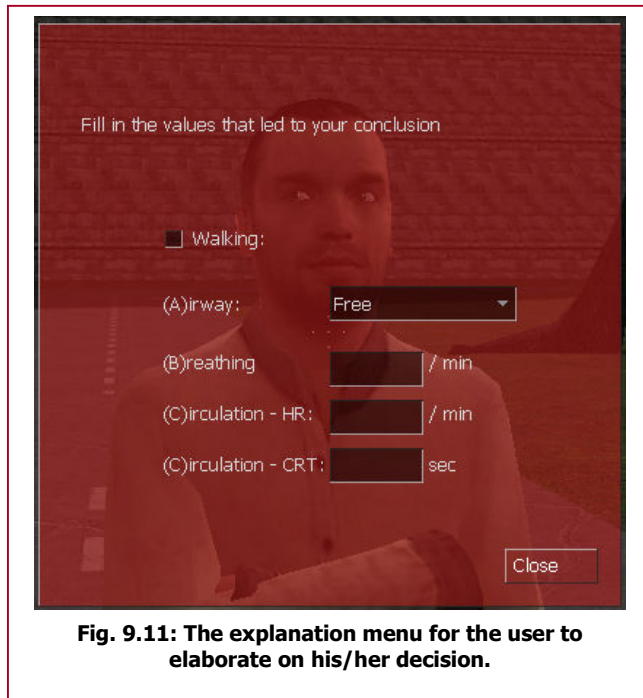 Fill in the values that led to your conclusion
Walking:
(A)irway: Free
(B)reathing / min
(C)irculation - HR: / min
(C)irculation - CRT: sec
Close
Fig. 9.11: The explanation menu for the user to
elaborate on his/her decision.